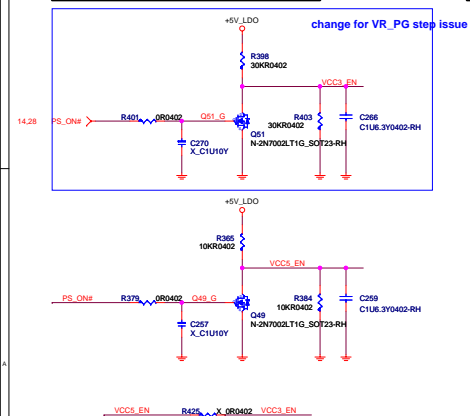 +5V_LDO
change for VR_PG step issue
R398
30KR0402
VCC3_EN
14,28
PS_ON#
R401
0R0402
Q51_G
Q51
N-2N7002LT1G_SOT23-RH
R403
30KR0402
C266
C1U6.3Y0402-RH
C270
X_C1U10Y
+5V_LDO
R365
10KR0402
VCC5_EN
PS_ON#
R379
0R0402
Q49_G
Q49
N-2N7002LT1G_SOT23-RH
R384
10KR0402
C259
C1U6.3Y0402-RH
C257
X_C1U10Y
A
VCC5_EN
R425
X_0R0402
VCC3_EN